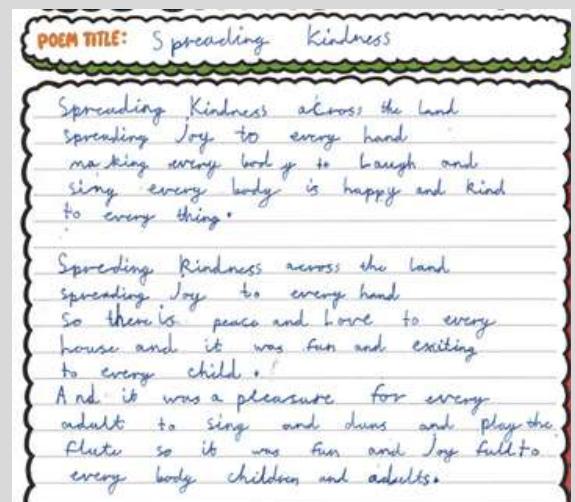 POEM TITLE: Spreading Kindness
Spreading Kindness across the land
spreading Joy to every hand
making every body to Laugh and
sing every body is happy and kind
to every thing.
Spreding Kindness across the land
spreading Joy to every hand
So there is peace and Love to every
house and it was fun and exiting
to every child.
And it was a pleasure for every
adult to sing and duns and play the
flute so it was fun and Joy full to
every body children and adults.